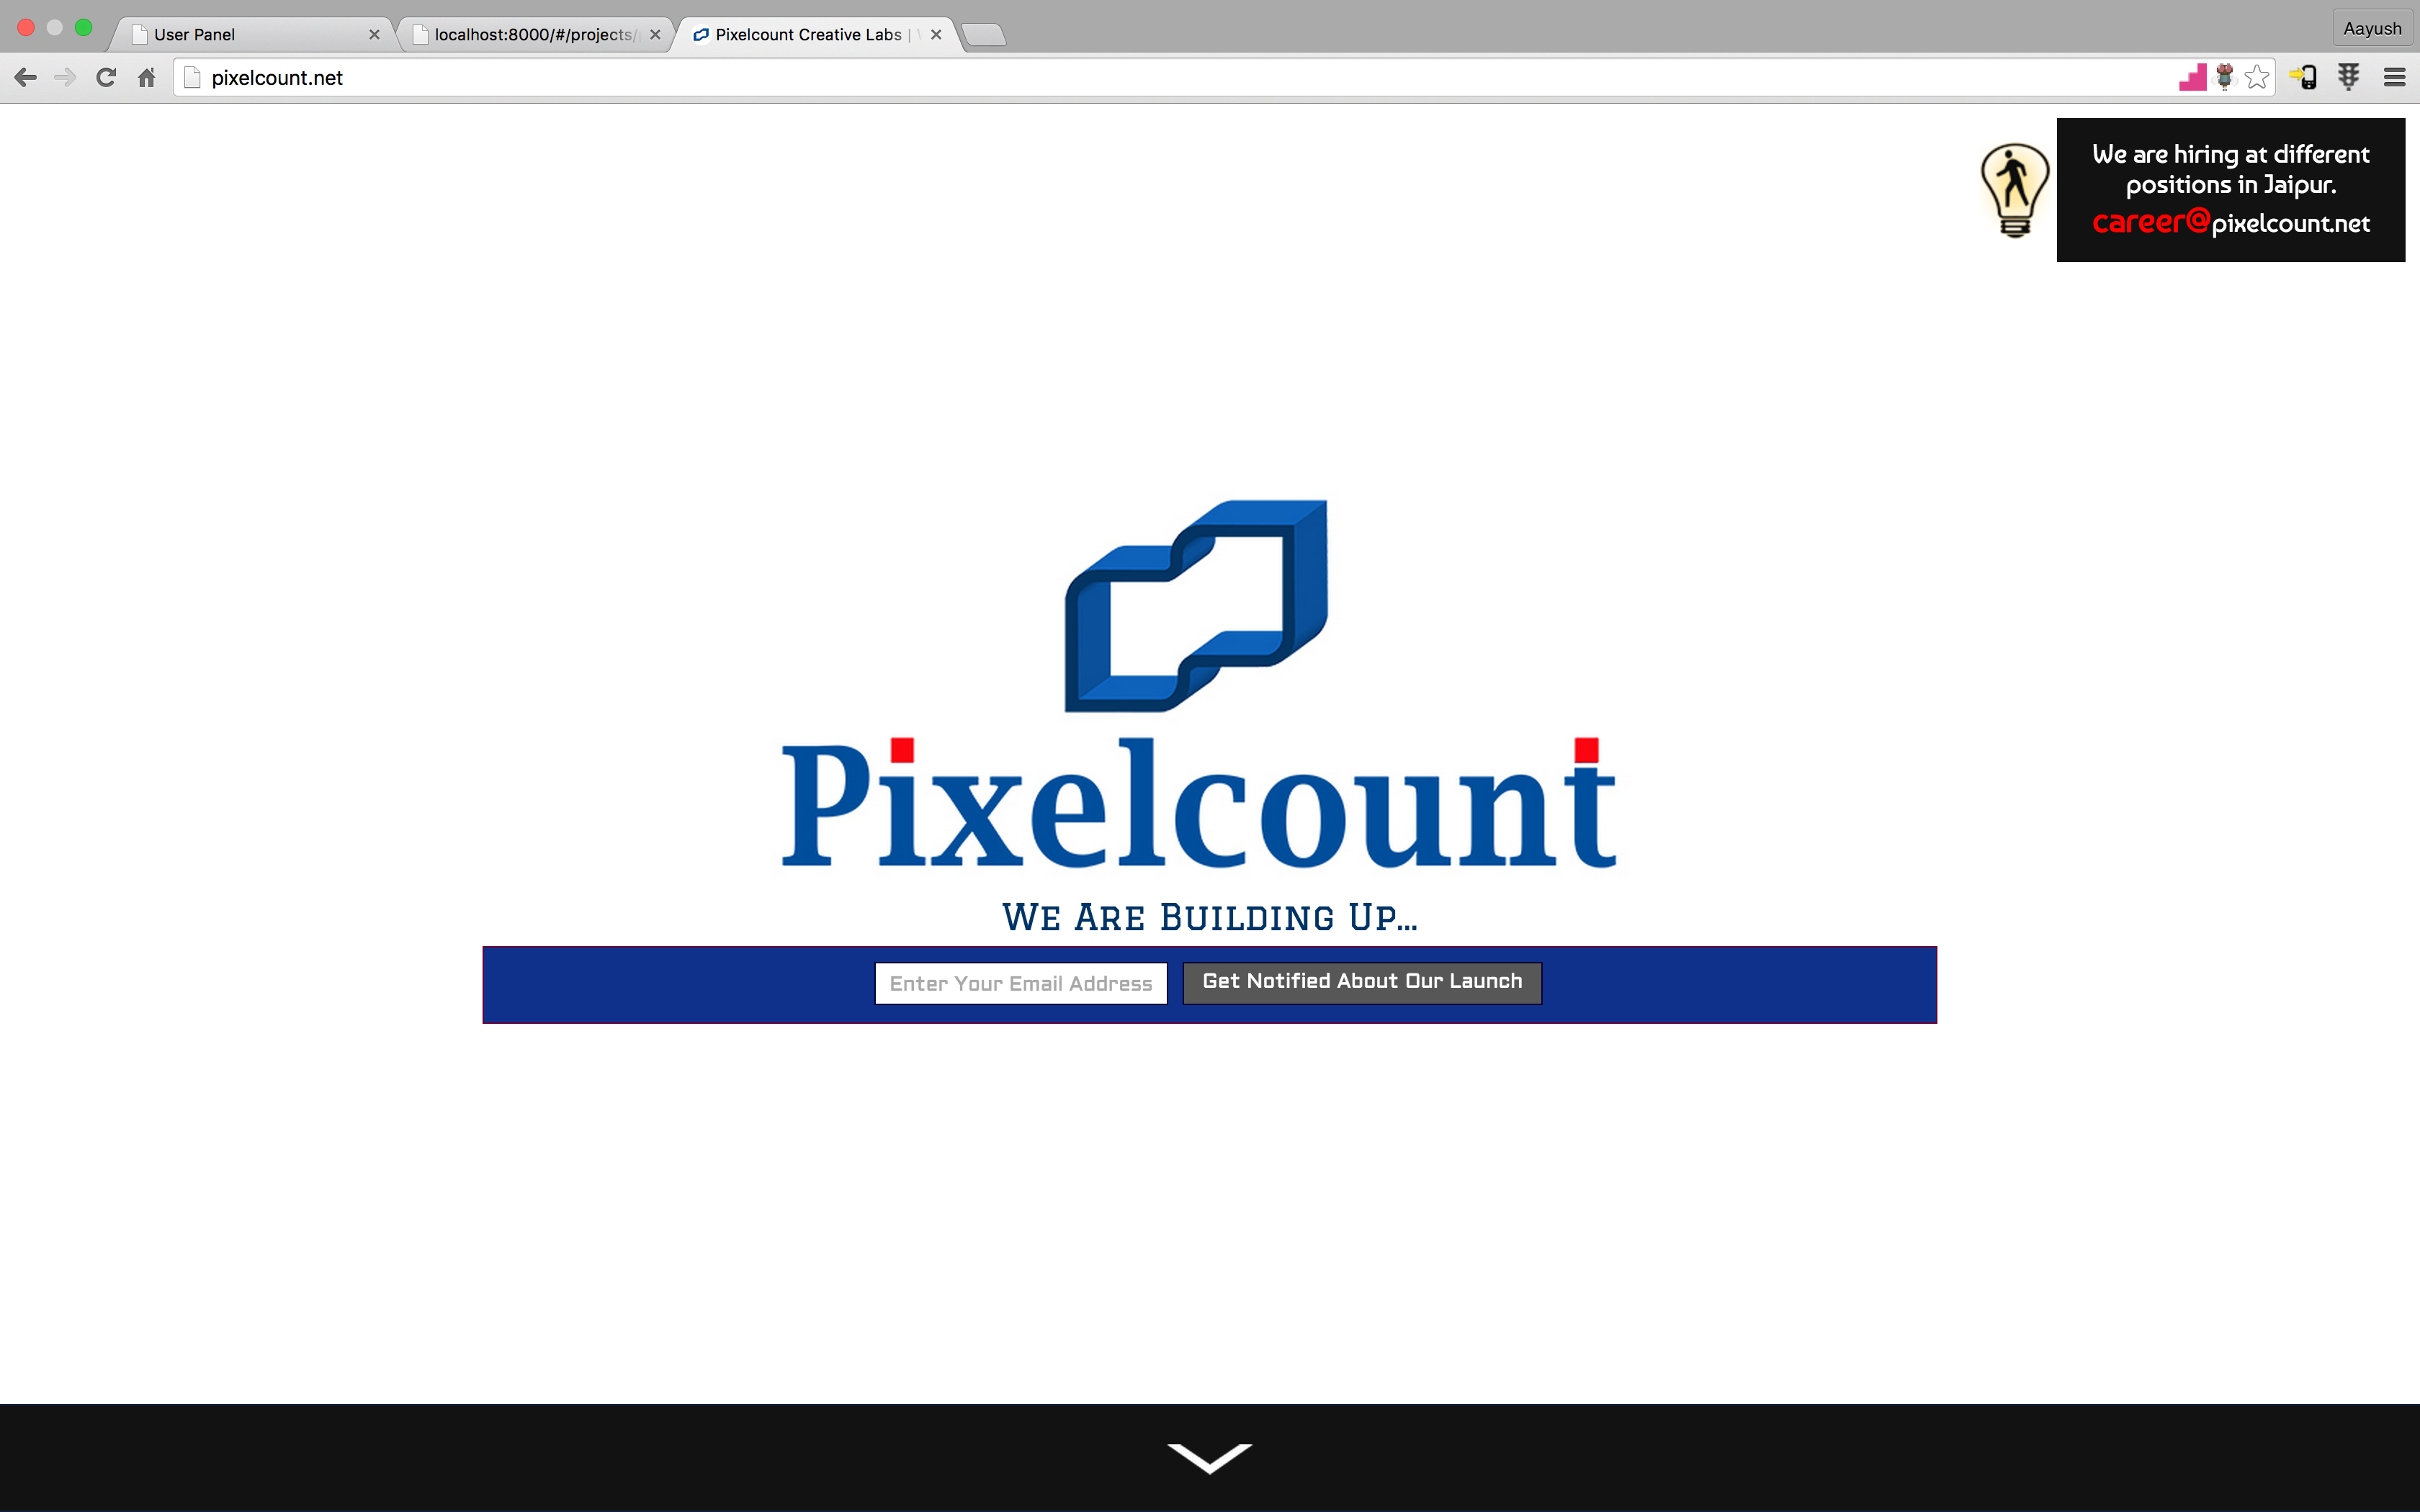 User Panel
localhost:8000/#/projects/
Pixelcount Creative Labs |
Aayush
pixelcount.net
We are hiring at different
positions in Jaipur.
career@pixelcount.net
Pixelcount
We Are Building Up...
Enter Your Email Address
Get Notified About Our Launch